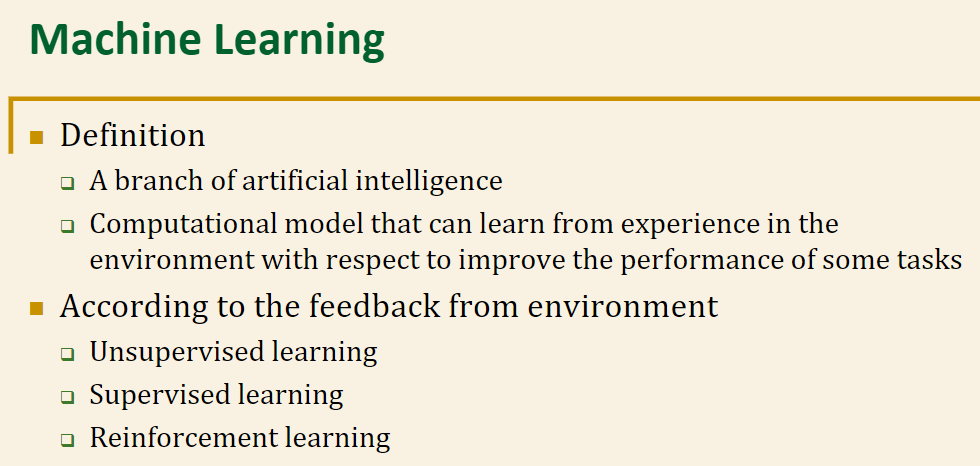 Machine Learning
Definition
A branch of artificial intelligence
Computational model that can learn from experience in the
environment with respect to improve the performance of some tasks
According to the feedback from environment
Unsupervised learning
Supervised learning
Reinforcement learning